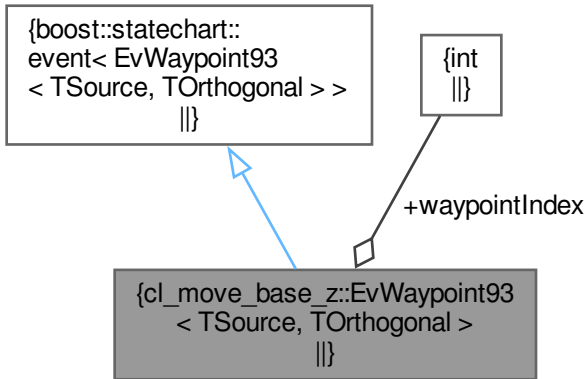 {boost::statechart::
event< EvWaypoint93
< TSource, TOrthogonal > >
||}
{int
||}
+waypointIndex
{cl_move_base_z::EvWaypoint93
< TSource, TOrthogonal >
||}